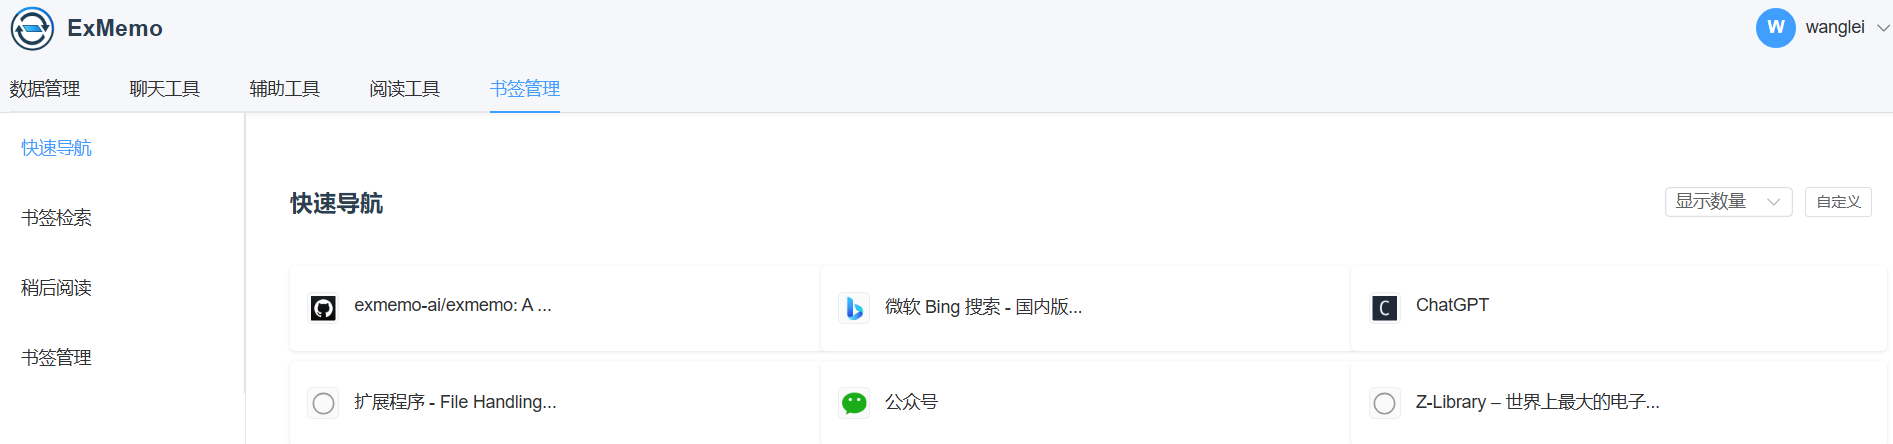 ExMemo
W wanglei
数据管理 聊天工具 辅助工具 阅读工具 书签管理
快速导航
书签检索
稍后阅读
书签管理
快速导航
显示数量 自定义
exmemo-ai/exmemo: A ...
微软 Bing 搜索 - 国内版...
C ChatGPT
扩展程序 - File Handling...
公众号
Z-Library – 世界上最大的电子...